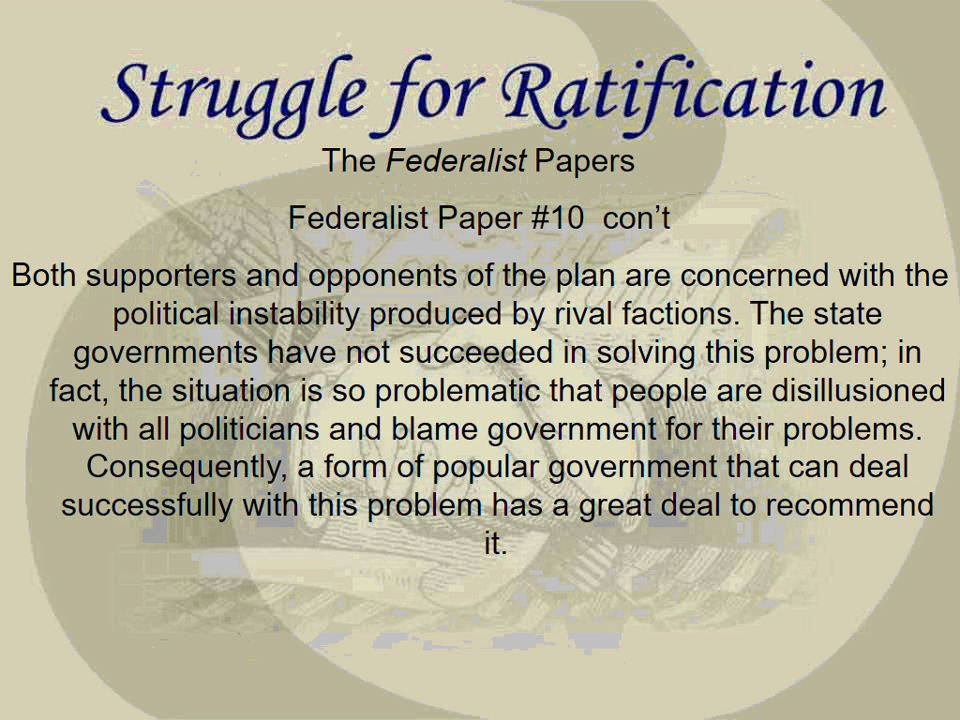 Struggle for Ratification
The Federalist Papers
Federalist Paper #10  con’t
Both supporters and opponents of the plan are concerned with the
political instability produced by rival factions. The state
governments have not succeeded in solving this problem; in
fact, the situation is so problematic that people are disillusioned
with all politicians and blame government for their problems.
Consequently, a form of popular government that can deal
successfully with this problem has a great deal to recommend
it.